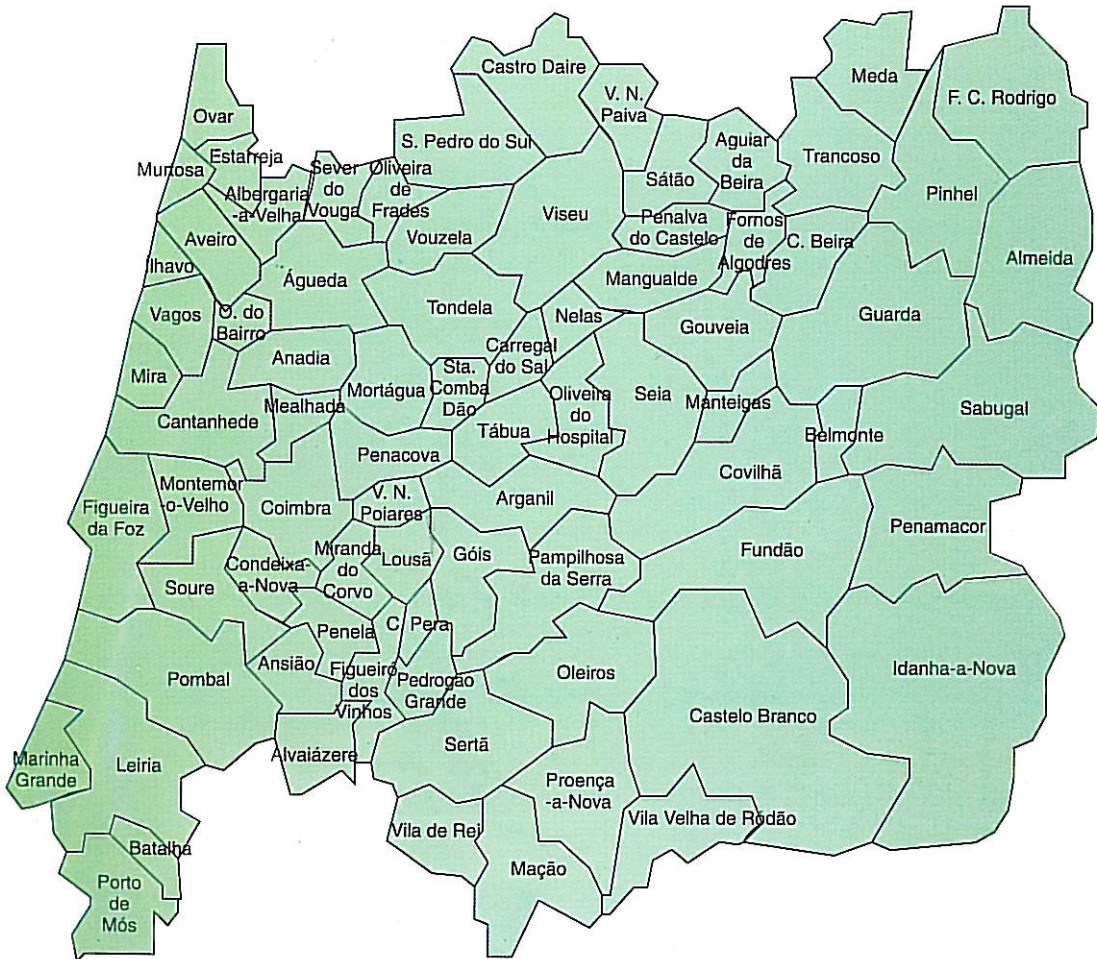 Castro Daire
Meda
V. N.
Paiva
F. C. Rodrigo
Ovar
S. Pedro do Sul
Aguiar
da
Beira
Trancoso
Murtosa
Estarreja
Sever
do
Vouga
Oliveira
de
Frades
Sátão
Pinhel
Albergaria
-a-Velha
Viseu
Penalva
do Castelo
Fornos
de
Algodres
C. Beira
Aveiro
Vouzela
Almeida
Ílhavo
Águeda
Mangualde
Vagos
O. do
Bairro
Tondela
Nelas
Gouveia
Guarda
Anadia
Carregal
do Sal
Mira
Mortágua
Sta.
Comba
Dão
Oliveira
do
Hospital
Seia
Manteigas
Sabugal
Cantanhede
Mealhada
Tábua
Belmonte
Penacova
Covilhã
Montemor
-o-Velho
Figueira
da Foz
Coimbra
V. N.
Poiares
Arganil
Penamacor
Miranda
do
Corvo
Lousã
Góis
Pampilhosa
da Serra
Fundão
Soure
Condeixa-
a-Nova
Penela
C. Pera
Ansião
Pombal
Figueiró
dos
Vinhos
Pedrogão
Grande
Oleiros
Idanha-a-Nova
Castelo Branco
Marinha
Grande
Leiria
Alvaiázere
Sertã
Proença
-a-Nova
Vila de Rei
Vila Velha de Ródão
Batalha
Mação
Porto
de
Mós